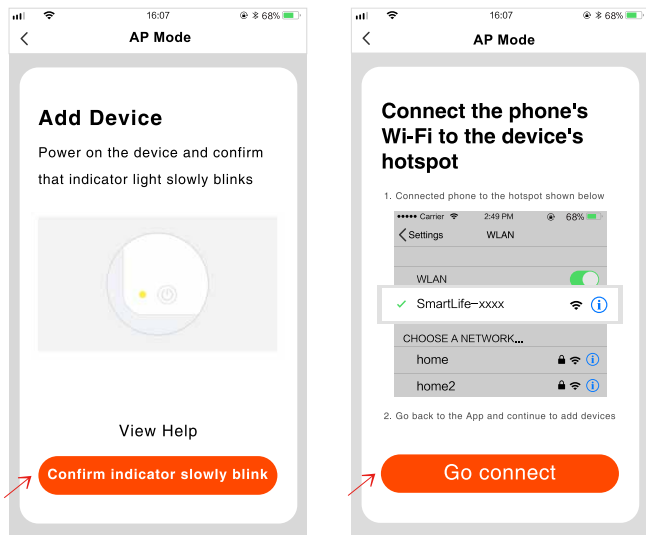 16:07
68%
AP Mode
Add Device
Power on the device and confirm
that indicator light slowly blinks
View Help
Confirm indicator slowly blink
16:07
68%
AP Mode
Connect the phone's
Wi-Fi to the device's
hotspot
1. Connected phone to the hotspot shown below
Carrier 2:49 PM 68%
Settings WLAN
WLAN
SmartLife-xxxx
CHOOSE A NETWORK...
home
home2
2. Go back to the App and continue to add devices
Go connect